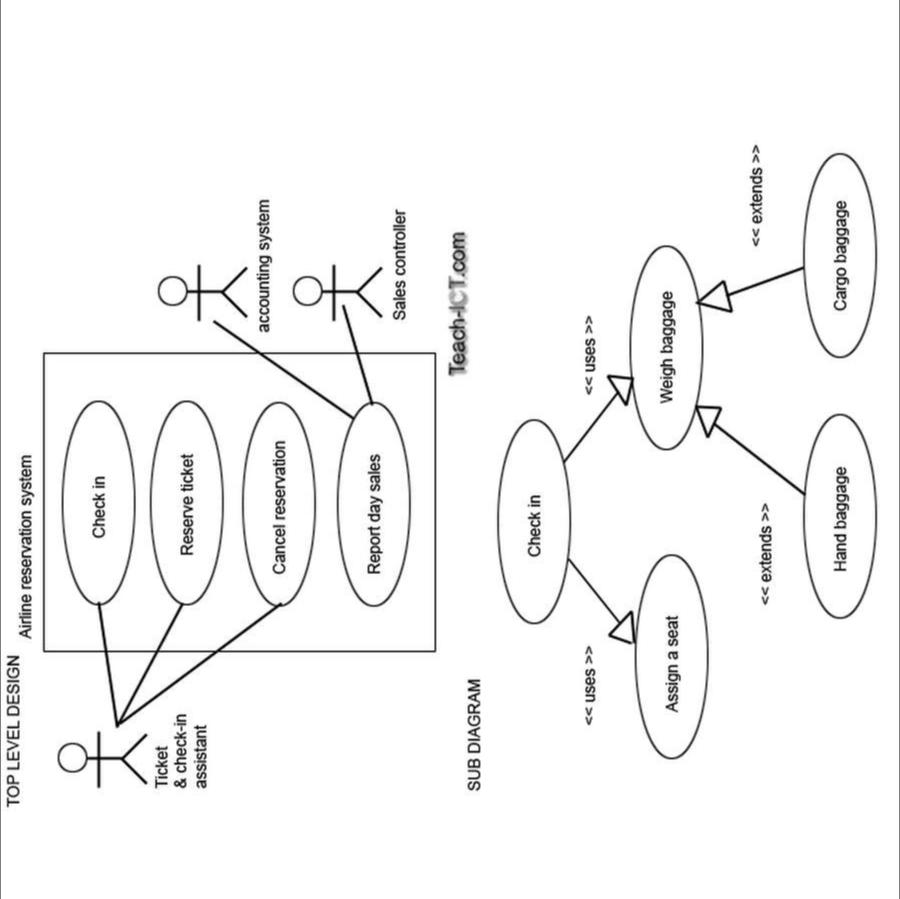 TOP LEVEL DESIGN
Airline reservation system
Check in
Reserve ticket
Cancel reservation
Report day sales
Ticket
& check-in
assistant
accounting system
Sales controller
Teach-ICT.com
SUB DIAGRAM
Check in
<< uses >>
<< uses >>
Assign a seat
Weigh baggage
<< extends >>
<< extends >>
Hand baggage
Cargo baggage